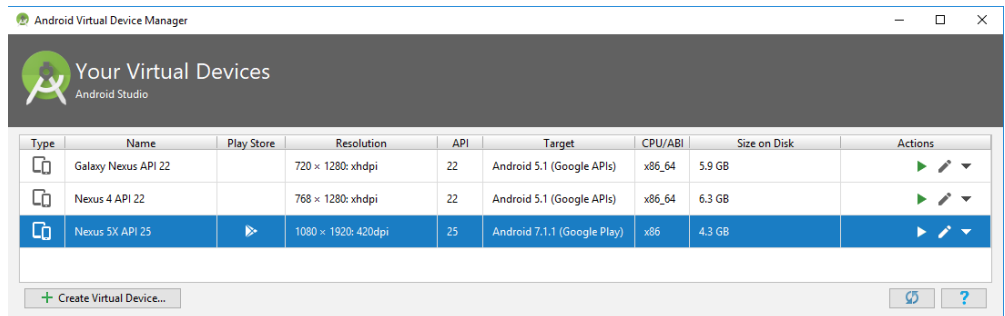 Android Virtual Device Manager
Your Virtual Devices
Android Studio
Type Name Play Store Resolution API Target CPU/ABI Size on Disk Actions
Galaxy Nexus API 22 720 × 1280: xhdpi 22 Android 5.1 (Google APIs) x86_64 5.9 GB
Nexus 4 API 22 768 × 1280: xhdpi 22 Android 5.1 (Google APIs) x86_64 6.3 GB
Nexus 5X API 25 1080 × 1920: 420dpi 25 Android 7.1.1 (Google Play) x86 4.3 GB
+ Create Virtual Device... ?